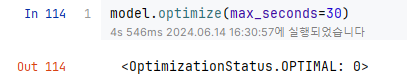 In 114 1 model.optimize(max_seconds=30)
4s 546ms 2024.06.14 16:30:57에 실행되었습니다
Out 114 <OptimizationStatus.OPTIMAL: 0>